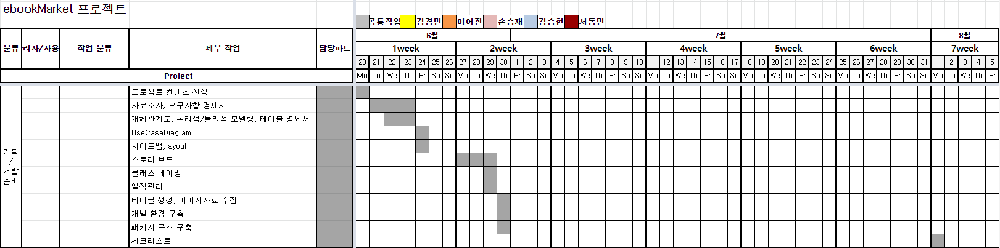 ebookMarket 프로젝트
공통작업 김경민 이어진 손승재 김승현 서동민
6월 7월 8월
분류 리자/사용 작업 분류 세부 작업 담당파트
1week 2week 3week 4week 5week 6week 7week
20 21 22 23 24 25 26 27 28 29 30 1 2 3 4 5 6 7 8 9 10 11 12 13 14 15 16 17 18 19 20 21 22 23 24 25 26 27 28 29 30 31 1 2 3 4 5
Project Mo Tu We Th Fr Sa Su Mo Tu We Th Fr Sa Su Mo Tu We Th Fr Sa Su Mo Tu We Th Fr Sa Su Mo Tu We Th Fr Sa Su Mo Tu We Th Fr Sa Su Mo Tu We Th Fr
기획
/
개발
준비
프로젝트 컨텐츠 선정
자료조사, 요구사항 명세서
개체관계도, 논리적/물리적 모델링, 테이블 명세서
UseCaseDiagram
사이트맵,layout
스토리 보드
클래스 네이밍
일정관리
테이블 생성, 이미지자료 수집
개발 환경 구축
패키지 구조 구축
체크리스트